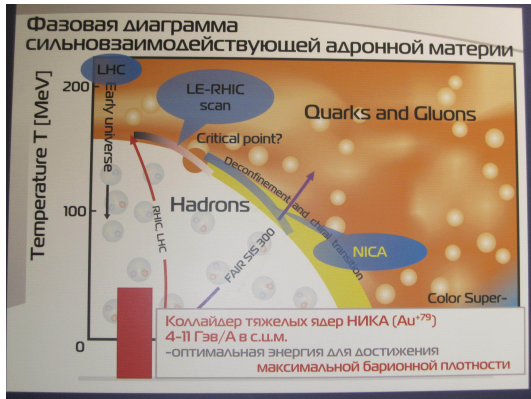 Фазовая диаграмма
сильновзаимодействующей адронной материи
LHC
200
Early universe
LE-RHIC
scan
Critical point?
Quarks and Gluons
Temperature T [MeV]
Deconfinement and chiral transition
100
Hadrons
RHIC, LHC
FAIR SIS 300
NICA
Color Super-
0
Коллайдер тяжелых ядер НИКА (Au+79)
4-11 Гэв/А в с.ц.м.
-оптимальная энергия для достижения
максимальной барионной плотности